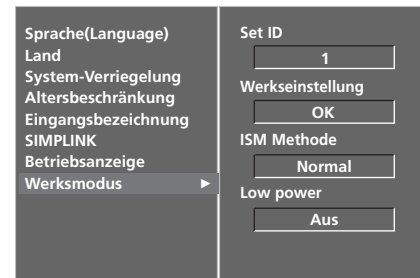 Sprache(Language)
Land
System-Verriegelung
Altersbeschränkung
Eingangsbezeichnung
SIMPLINK
Betriebsanzeige
Werksmodus ►
Set ID
1
Werkseinstellung
OK
ISM Methode
Normal
Low power
Aus